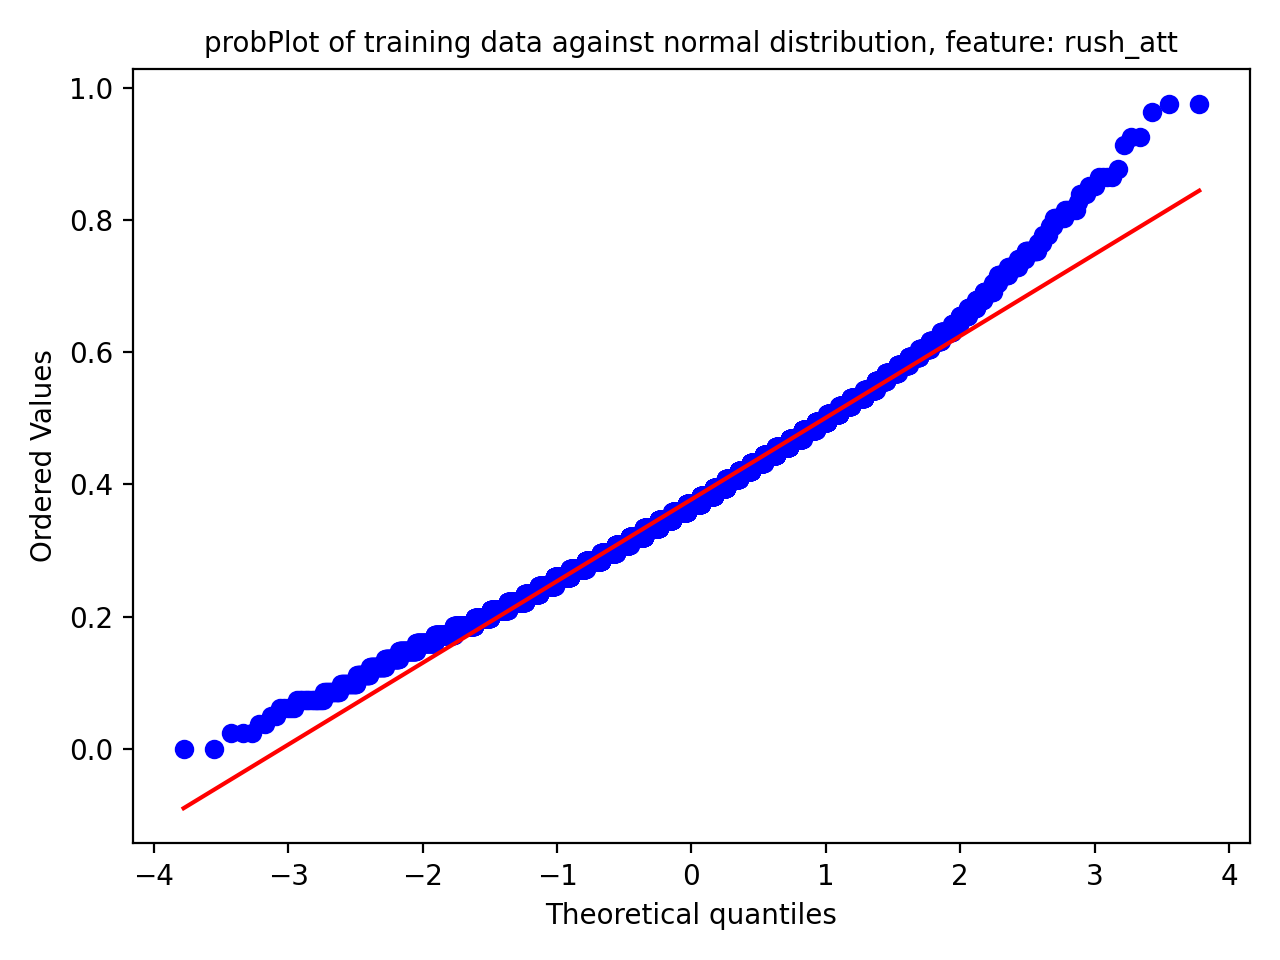 probPlot of training data against normal distribution, feature: rush_att
1.0
0.8
0.6
0.4
0.2
0.0
Ordered Values
−4 −3 −2 −1 0 1 2 3 4
Theoretical quantiles